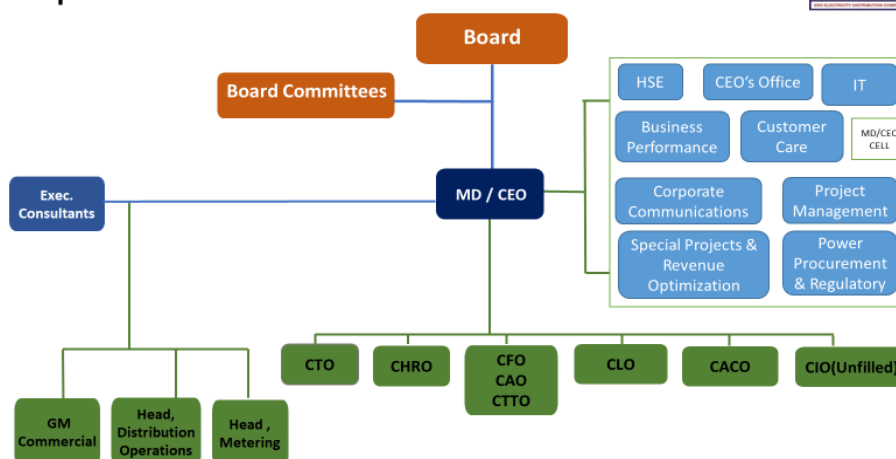 Board
Board Committees
HSE
CEO's Office
IT
Business
Performance
Customer
Care
MD/CEO
CELL
Exec.
Consultants
MD / CEO
Corporate
Communications
Project
Management
Special Projects &
Revenue
Optimization
Power
Procurement
& Regulatory
CTO
CHRO
CFO
CAO
CTTO
CLO
CACO
CIO(Unfilled)
GM
Commercial
Head,
Distribution
Operations
Head ,
Metering